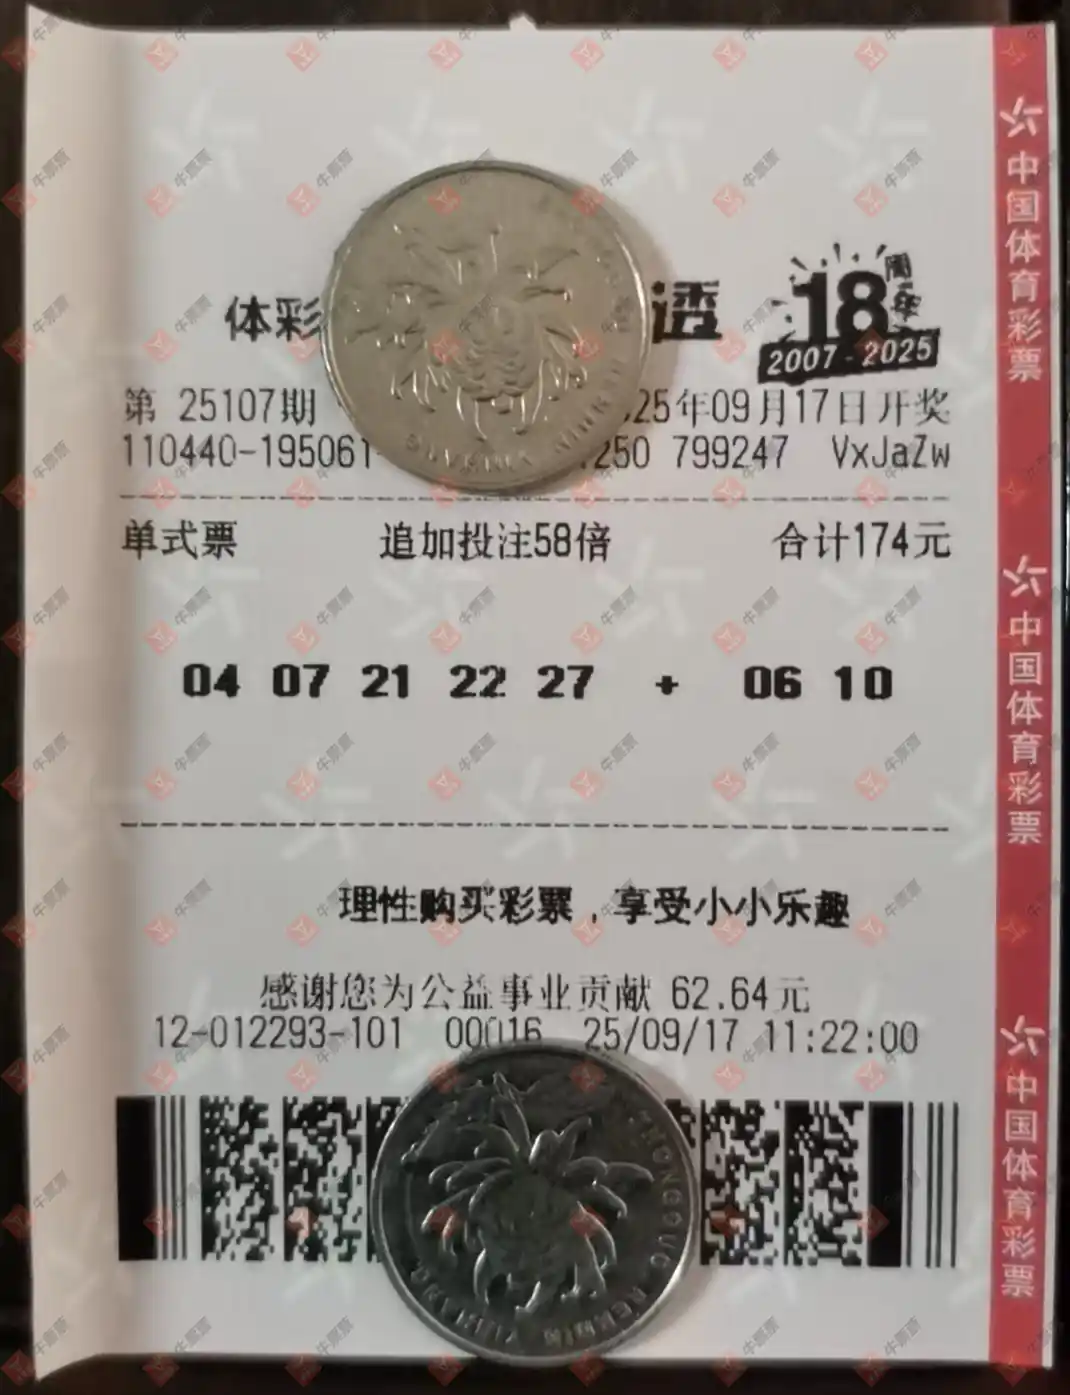 体彩 透 18周年
2007-2025
第 25107期 25年09月17日开奖
110440-195061- 250 799247 VxJaZw
单式票 追加投注58倍 合计174元
04 07 21 22 27 + 06 10
理性购买彩票，享受小小乐趣
感谢您为公益事业贡献 62.64元
12-012293-101 00016 25/09/17 11:22:00
中国体育彩票
中国体育彩票
中国体育彩票
牛票票